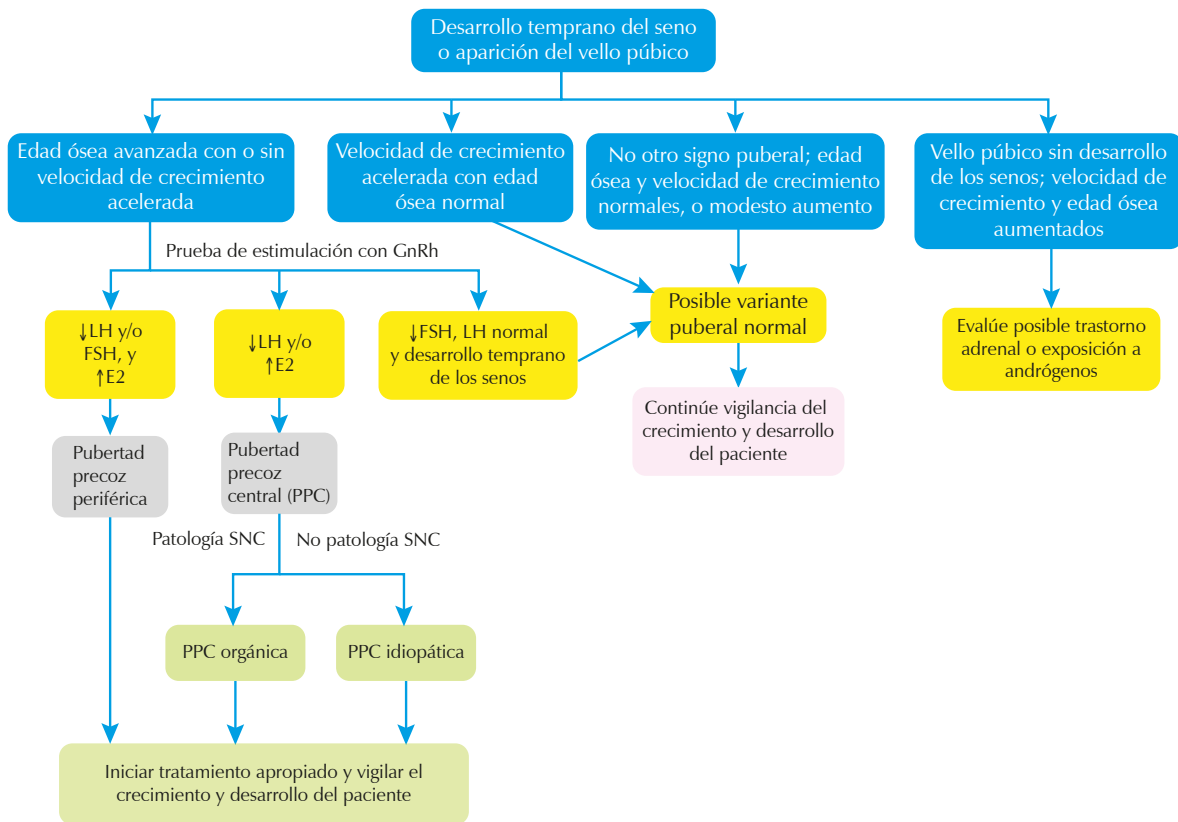 Desarrollo temprano del seno
o aparición del vello púbico
Edad ósea avanzada con o sin
velocidad de crecimiento
acelerada
Velocidad de crecimiento
acelerada con edad
ósea normal
No otro signo puberal; edad
ósea y velocidad de crecimiento
normales, o modesto aumento
Vello púbico sin desarrollo
de los senos; velocidad de
crecimiento y edad ósea
aumentados
Prueba de estimulación con GnRh
↓LH y/o
FSH, y
↑E2
↓LH y/o
↑E2
↓FSH, LH normal
y desarrollo temprano
de los senos
Posible variante
puberal normal
Evalúe posible trastorno
adrenal o exposición a
andrógenos
Pubertad
precoz
periférica
Pubertad
precoz
central (PPC)
Continúe vigilancia del
crecimiento y desarrollo
del paciente
Patología SNC
No patología SNC
PPC orgánica
PPC idiopática
Iniciar tratamiento apropiado y vigilar el
crecimiento y desarrollo del paciente